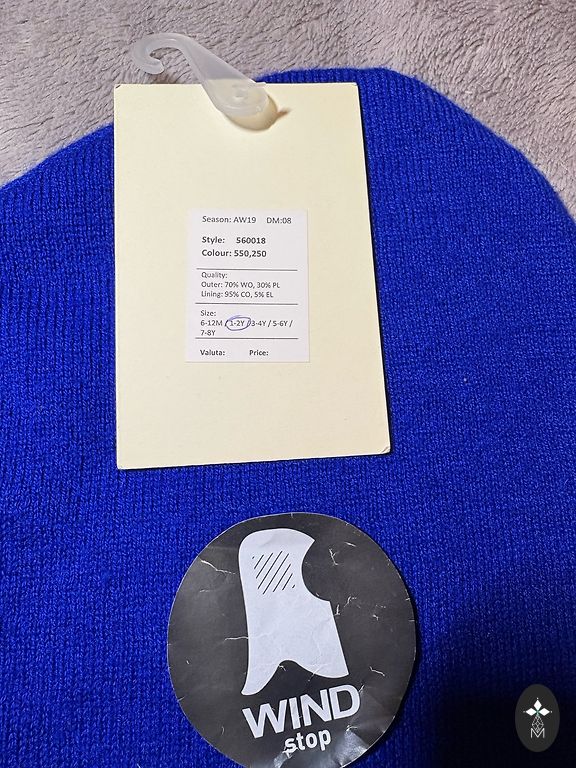 Season: AW19 DM:08
Style: 560018
Colour: 550,250
Quality:
Outer: 70% WO, 30% PL
Lining: 95% CO, 5% EL
Size:
6-12M / 1-2Y / 3-4Y / 5-6Y /
7-8Y
Valuta: Price:
WIND
stop
M